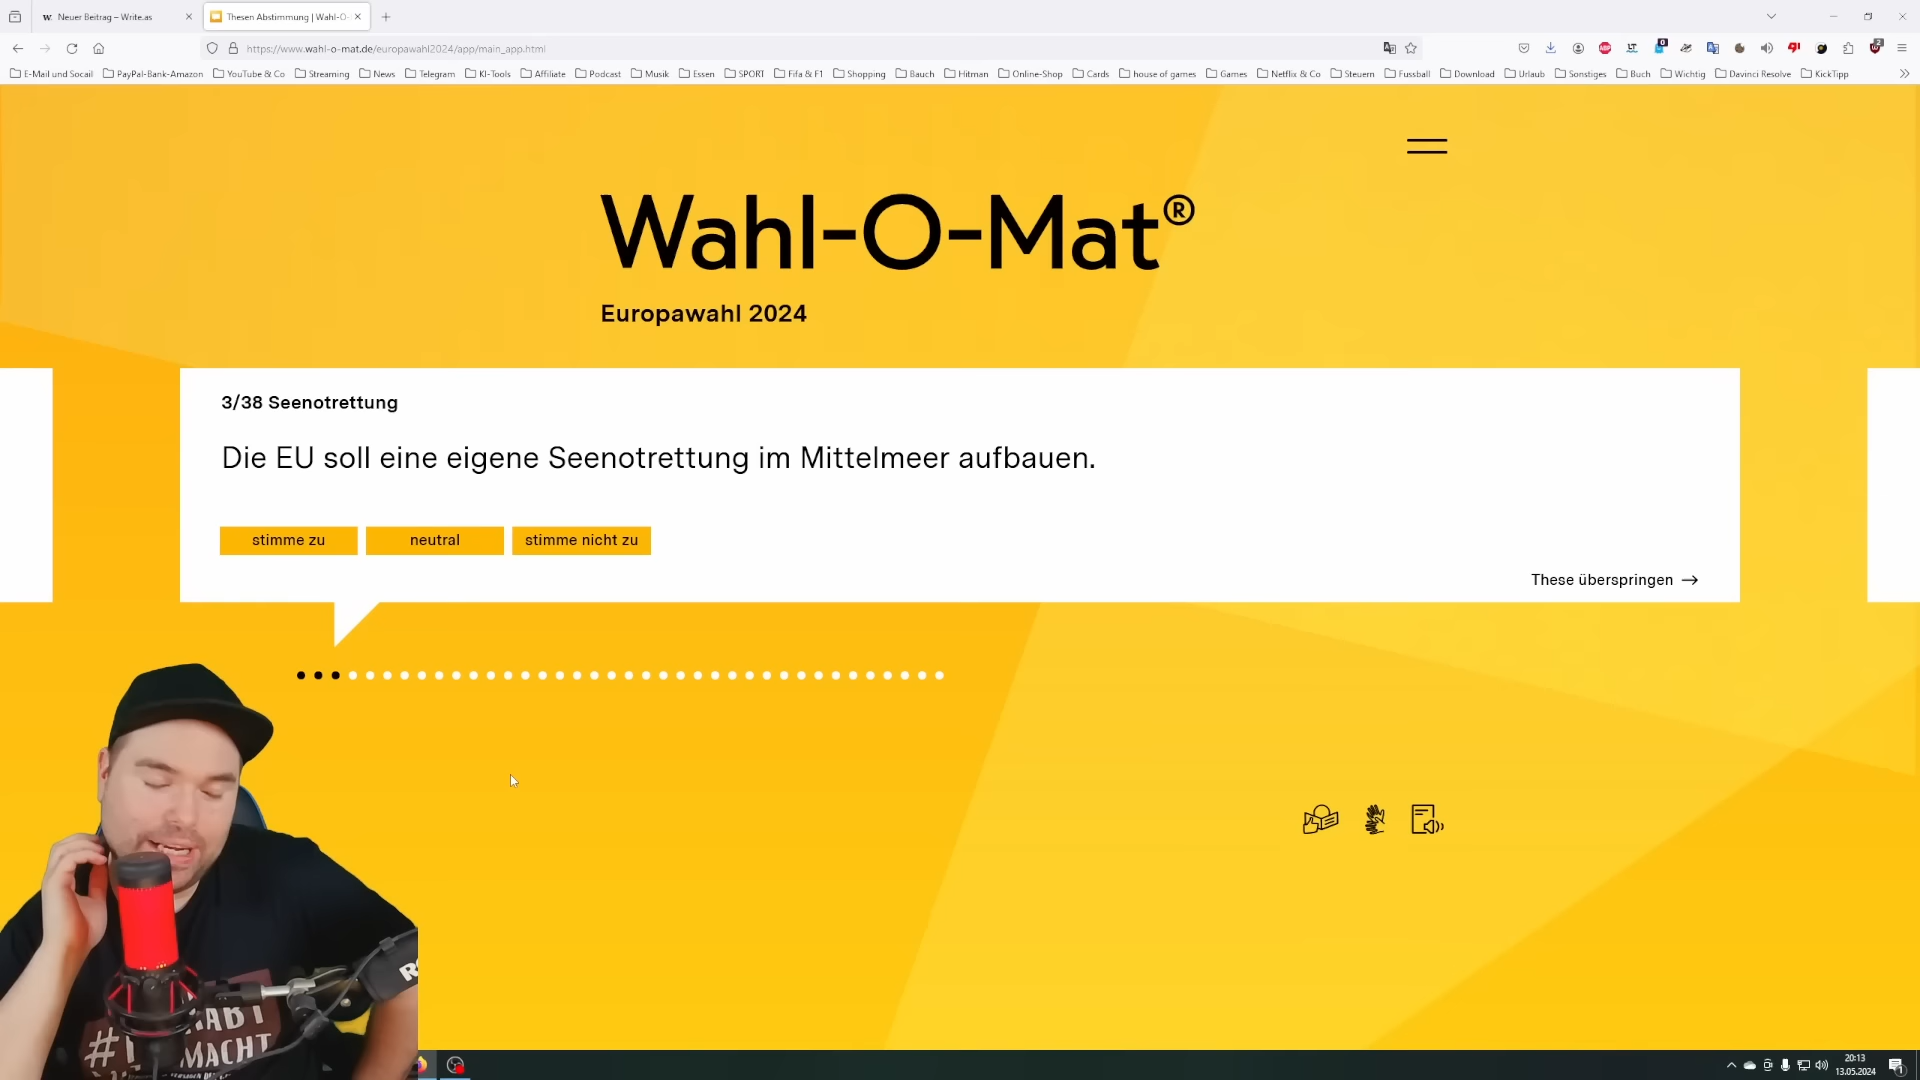 Neuer Beitrag – Write.as
Thesen Abstimmung | Wahl-O-
https://www.wahl-o-mat.de/europawahl2024/app/main_app.html
E-Mail und Socail
PayPal-Bank-Amazon
YouTube & Co
Streaming
News
Telegram
KI-Tools
Affiliate
Podcast
Musik
Essen
SPORT
Fifa & F1
Shopping
Bauch
Hitman
Online-Shop
Cards
house of games
Games
Netflix & Co
Steuern
Fussball
Download
Urlaub
Sonstiges
Buch
Wichtig
Davinci Resolve
KickTipp
Wahl-O-Mat®
Europawahl 2024
3/38 Seenotrettung
Die EU soll eine eigene Seenotrettung im Mittelmeer aufbauen.
stimme zu
neutral
stimme nicht zu
These überspringen →
MACHT
20:13
13.05.2024